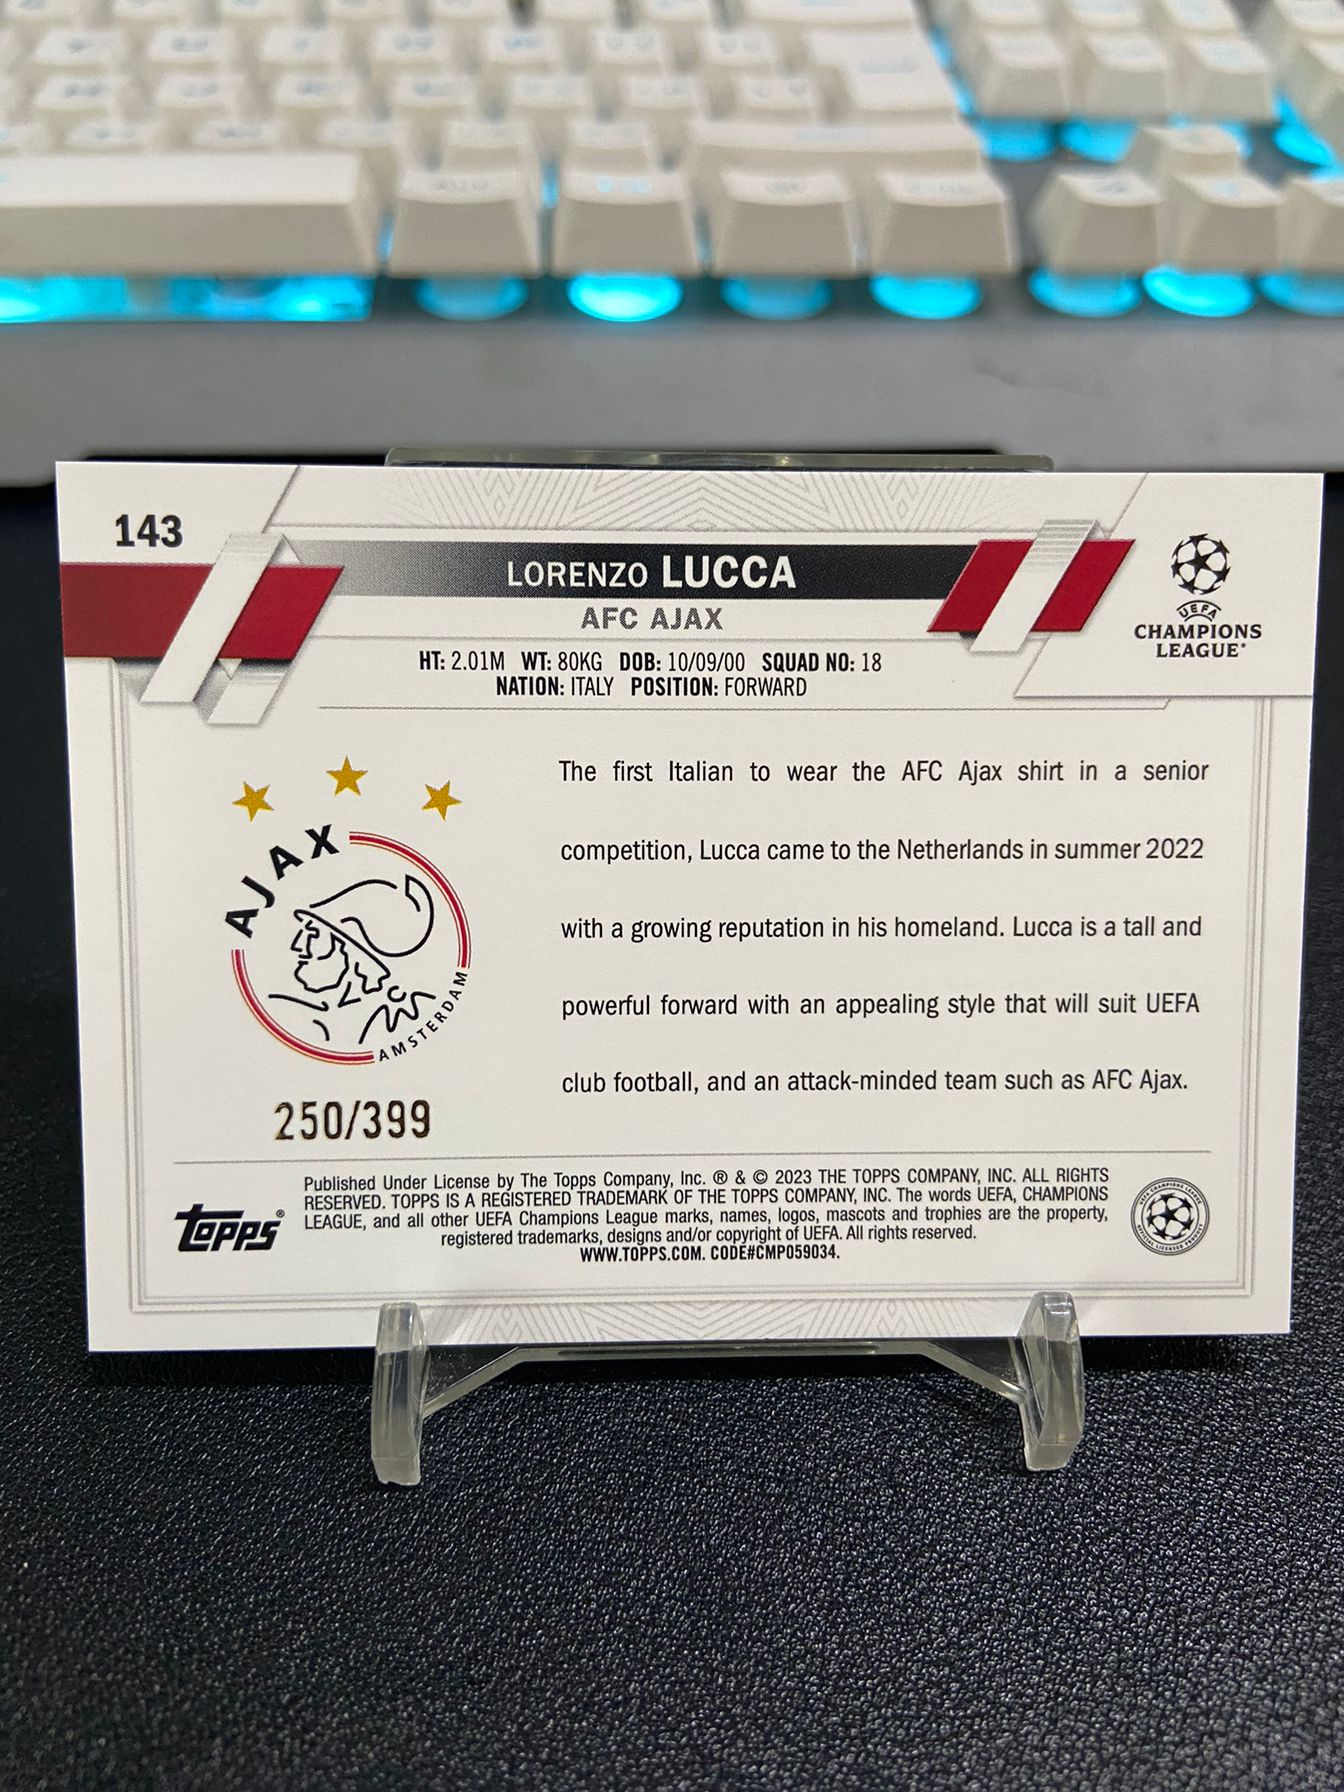 143
LORENZO LUCCA
AFC AJAX
HT: 2.01M WT: 80KG DOB: 10/09/00 SQUAD NO: 18
NATION: ITALY POSITION: FORWARD
UEFA
CHAMPIONS
LEAGUE®
AJAX
AMSTERDAM
The first Italian to wear the AFC Ajax shirt in a senior
competition, Lucca came to the Netherlands in summer 2022
with a growing reputation in his homeland. Lucca is a tall and
powerful forward with an appealing style that will suit UEFA
club football, and an attack-minded team such as AFC Ajax.
250/399
topps®
Published Under License by The Topps Company, Inc. ® & © 2023 THE TOPPS COMPANY, INC. ALL RIGHTS
RESERVED. TOPPS IS A REGISTERED TRADEMARK OF THE TOPPS COMPANY, INC. The words UEFA, CHAMPIONS
LEAGUE, and all other UEFA Champions League marks, names, logos, mascots and trophies are the property,
registered trademarks, designs and/or copyright of UEFA. All rights reserved.
WWW.TOPPS.COM. CODE#CMP059034.
UEFA CHAMPIONS LEAGUE
OFFICIAL LICENSED PRODUCT